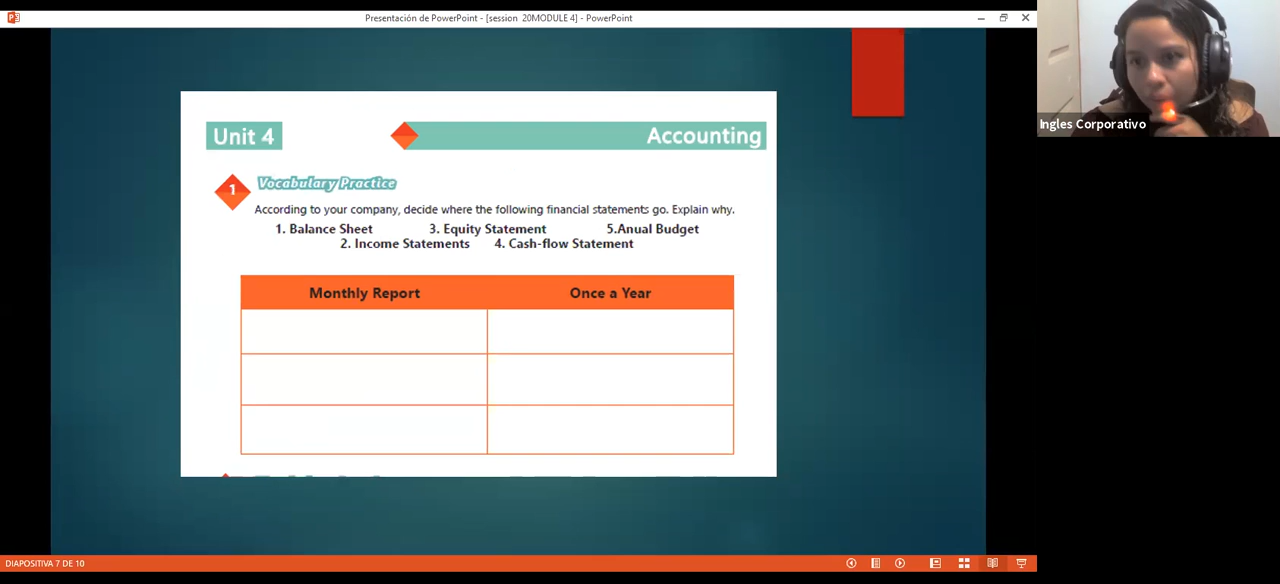 Presentación de PowerPoint - [session 20MODULE 4] - PowerPoint
Ingles Corporativo
Unit 4
Accounting
1
Vocabulary Practice
According to your company, decide where the following financial statements go. Explain why.
1. Balance Sheet 3. Equity Statement 5.Anual Budget
2. Income Statements 4. Cash-flow Statement
Monthly Report Once a Year
DIAPOSITIVA 7 DE 10